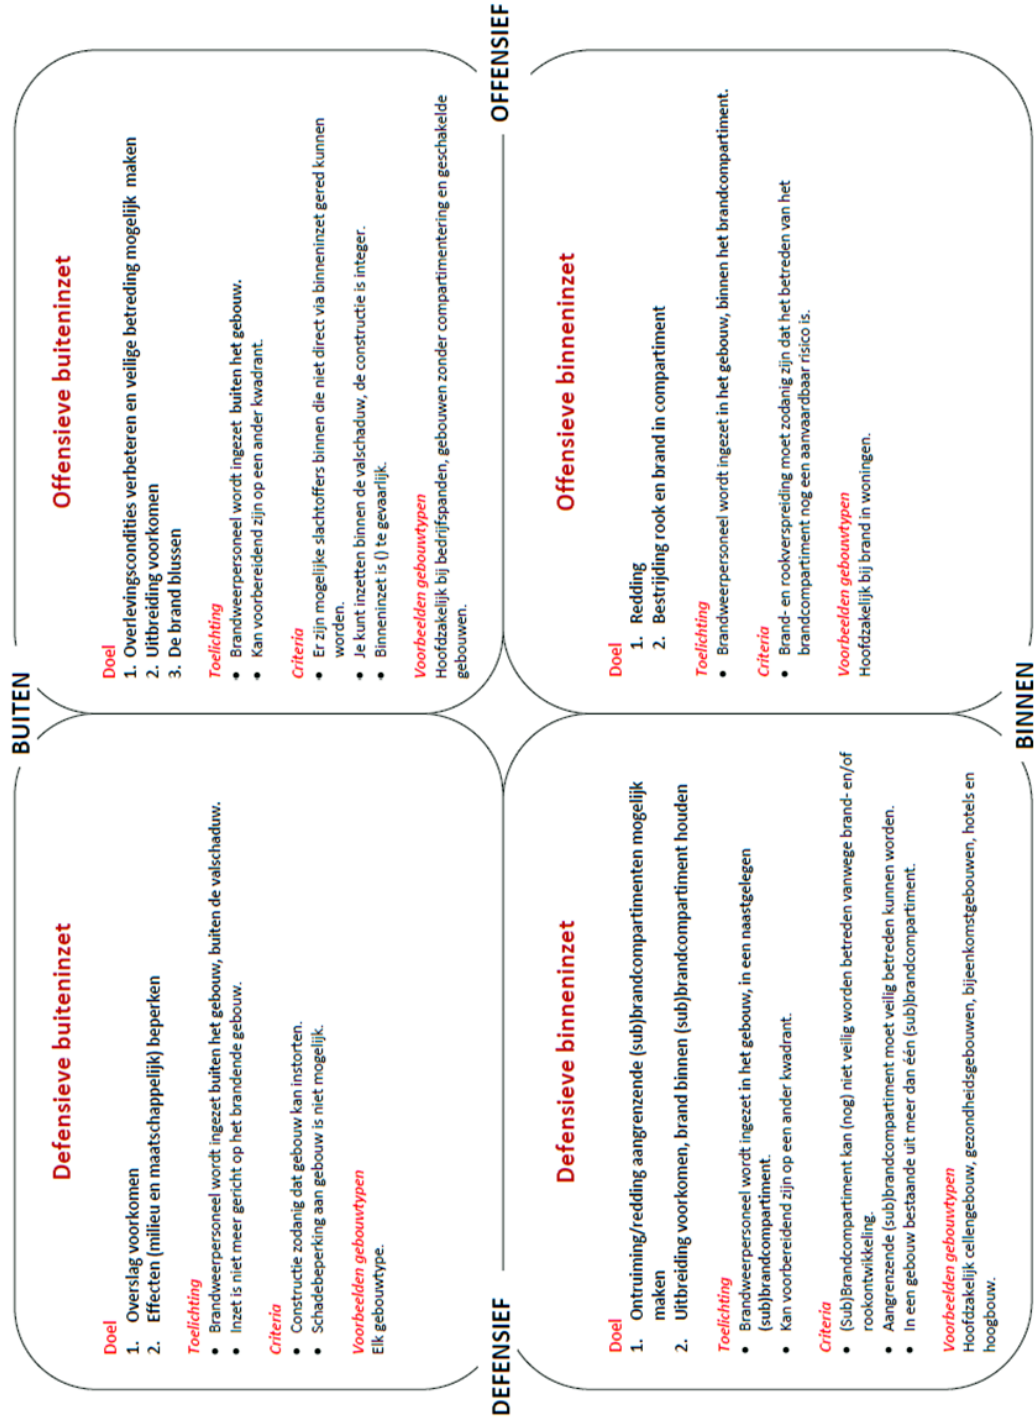 BUITEN
Defensieve buiteninzet
Doel
1. Overslag voorkomen
2. Effecten (milieu en maatschappelijk) beperken
Toelichting
• Brandweerpersoneel wordt ingezet buiten het gebouw, buiten de valschaduw.
• Inzet is niet meer gericht op het brandende gebouw.
Criteria
• Constructie zodanig dat gebouw kan instorten.
• Schadebeperking aan gebouw is niet mogelijk.
Voorbeelden gebouwtypen
Elk gebouwtype.
Offensieve buiteninzet
Doel
1. Overlevingscondities verbeteren en veilige betreding mogelijk maken
2. Uitbreiding voorkomen
3. De brand blussen
Toelichting
• Brandweerpersoneel wordt ingezet buiten het gebouw.
• Kan voorbereidend zijn op een ander kwadrant.
Criteria
• Er zijn mogelijke slachtoffers binnen die niet direct via binneninzet gered kunnen
worden.
• Je kunt inzetten binnen de valschaduw, de constructie is integer.
• Binneninzet is () te gevaarlijk.
Voorbeelden gebouwtypen
Hoofdzakelijk bij bedrijfspanden, gebouwen zonder compartimentering en geschakelde
gebouwen.
DEFENSIEF
OFFENSIEF
Defensieve binneninzet
Doel
1. Ontruiming/redding aangrenzende (sub)brandcompartimenten mogelijk
maken
2. Uitbreiding voorkomen, brand binnen (sub)brandcompartiment houden
Toelichting
• Brandweerpersoneel wordt ingezet in het gebouw, in een naastgelegen
(sub)brandcompartiment.
• Kan voorbereidend zijn op een ander kwadrant.
Criteria
• (Sub)Brandcompartiment kan (nog) niet veilig worden betreden vanwege brand- en/of
rookontwikkeling.
• Aangrenzende (sub)brandcompartiment moet veilig betreden kunnen worden.
• In een gebouw bestaande uit meer dan één (sub)brandcompartiment.
Voorbeelden gebouwtypen
Hoofdzakelijk cellengebouw, gezondheidsgebouwen, bijeenkomstgebouwen, hotels en
hoogbouw.
Offensieve binneninzet
Doel
1. Redding
2. Bestrijding rook en brand in compartiment
Toelichting
• Brandweerpersoneel wordt ingezet in het gebouw, binnen het brandcompartiment.
Criteria
• Brand- en rookverspreiding moet zodanig zijn dat het betreden van het
brandcompartiment nog een aanvaardbaar risico is.
Voorbeelden gebouwtypen
Hoofdzakelijk bij brand in woningen.
BINNEN